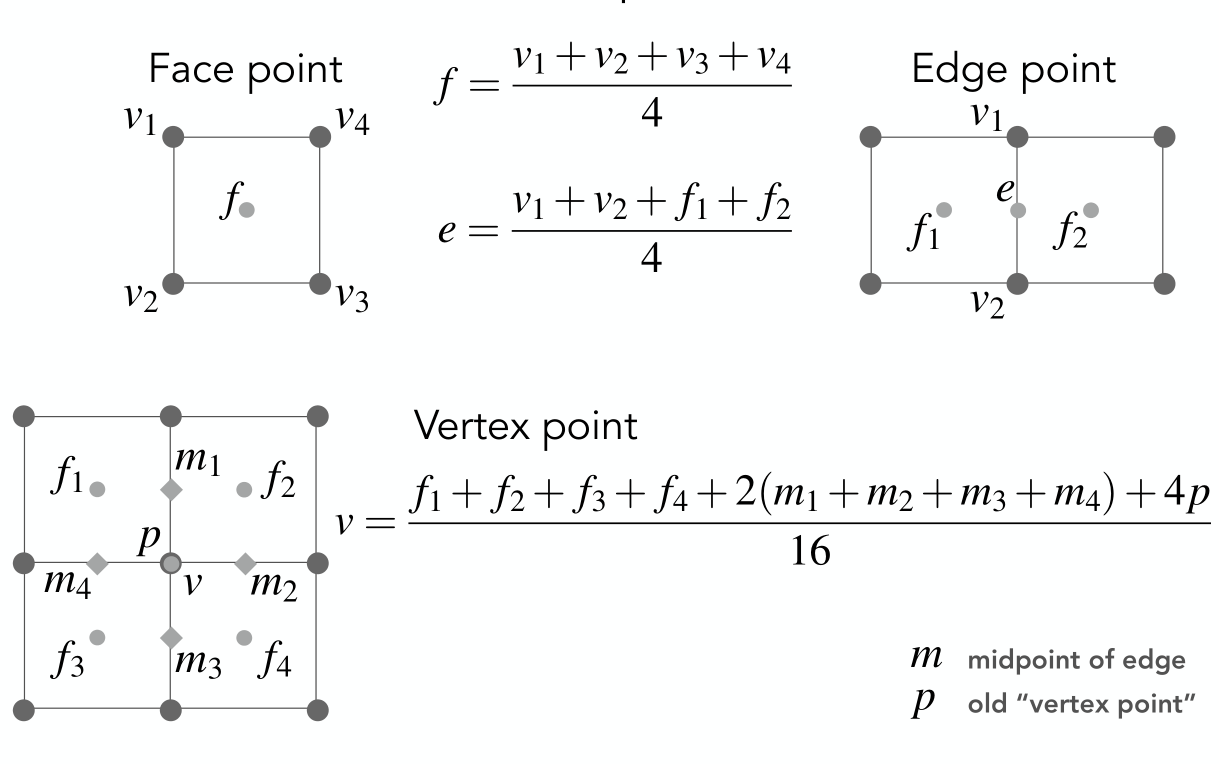 Face point
v1 v4
f
v2 v3
f = (v1 + v2 + v3 + v4) / 4
e = (v1 + v2 + f1 + f2) / 4
Edge point
v1
e
f1 f2
v2
f1 m1 f2
p
m4 v m2
f3 m3 f4
Vertex point
v = (f1 + f2 + f3 + f4 + 2(m1 + m2 + m3 + m4) + 4p) / 16
m midpoint of edge
p old “vertex point”